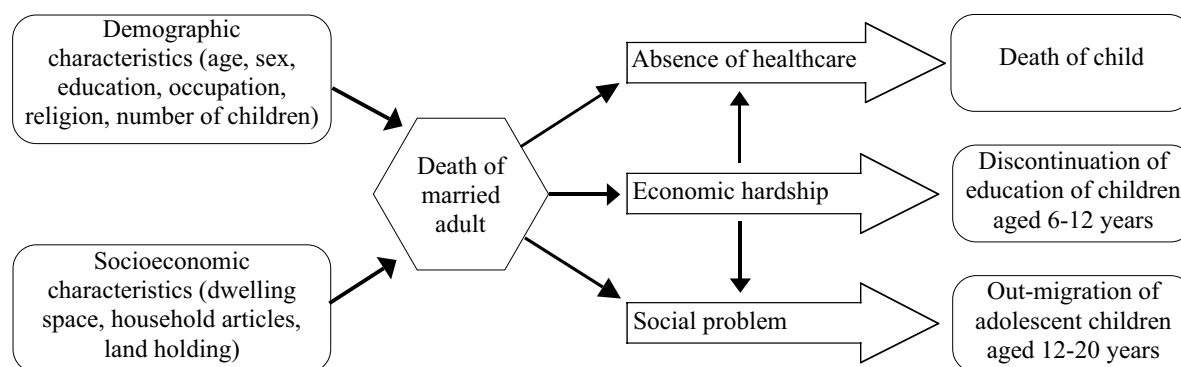 Demographic
characteristics (age, sex,
education, occupation,
religion, number of children)
Socioeconomic
characteristics (dwelling
space, household articles,
land holding)
Death of
married
adult
Absence of healthcare
Economic hardship
Social problem
Death of child
Discontinuation of
education of children
aged 6-12 years
Out-migration of
adolescent children
aged 12-20 years